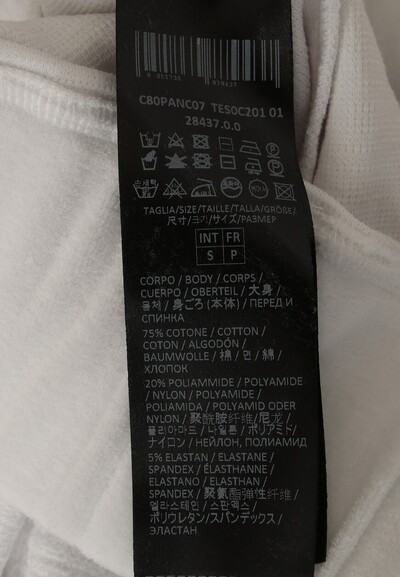 C80PANC07 TESOC201 01
28437.0.0
TAGLIA/SIZE/TAILLE/TALLA/GRÖßE/
尺寸/크기/サイズ/РАЗМЕР
INT FR
S P
CORPO / BODY / CORPS /
CUERPO / OBERTEIL / 大身 /
몸체 / 身ごろ (本体) / ПЕРЕД И
СПИНКА
75% COTONE / COTTON /
COTON / ALGODÓN /
BAUMWOLLE / 棉 / 면 / 綿 /
ХЛОПОК
20% POLIAMMIDE / POLYAMIDE
/ NYLON / POLYAMIDE /
POLIAMIDA / POLYAMID ODER
NYLON / 聚酰胺纤维/尼龙 /
폴리아마드 / 나일론 / ポリアミド/
ナイロン / НЕЙЛОН, ПОЛИАМИД
5% ELASTAN / ELASTANE /
SPANDEX / ÉLASTHANNE /
ELASTANO / ELASTHAN /
SPANDEX / 聚氨酯弹性纤维 /
엘라스테인 / 스판덱스 /
ポリウレタン/スパンデックス /
ЭЛАСТАН